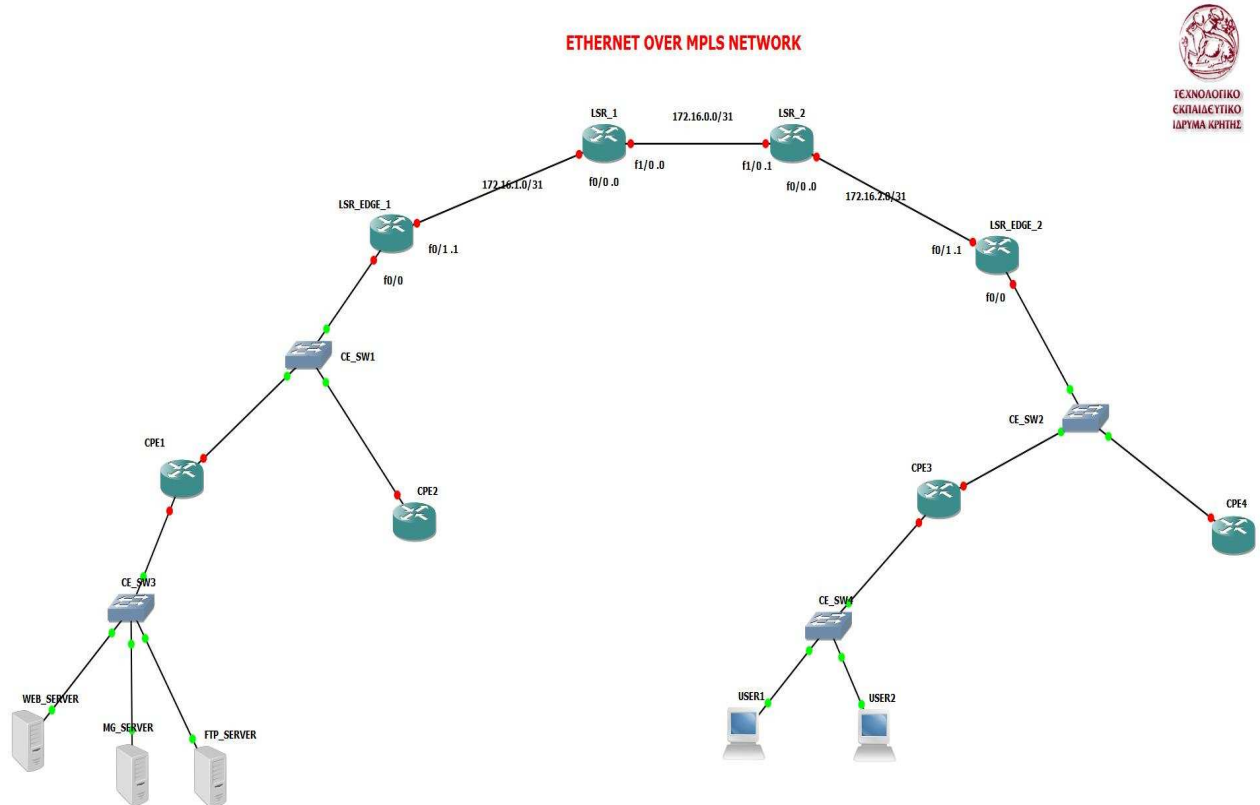 ETHERNET OVER MPLS NETWORK
ΤΕΧΝΟΛΟΓΙΚΟ
ΕΚΠΑΙΔΕΥΤΙΚΟ
ΙΔΡΥΜΑ ΚΡΗΤΗΣ
LSR_1
172.16.0.0/31
LSR_2
f1/0 .0
f1/0 .1
f0/0 .0
f0/0 .0
172.16.1.0/31
172.16.2.0/31
LSR_EDGE_1
LSR_EDGE_2
f0/1 .1
f0/1 .1
f0/0
f0/0
CE_SW1
CE_SW2
CPE1
CPE2
CPE3
CPE4
CE_SW3
CE_SW4
WEB_SERVER
MG_SERVER
FTP_SERVER
USER1
USER2